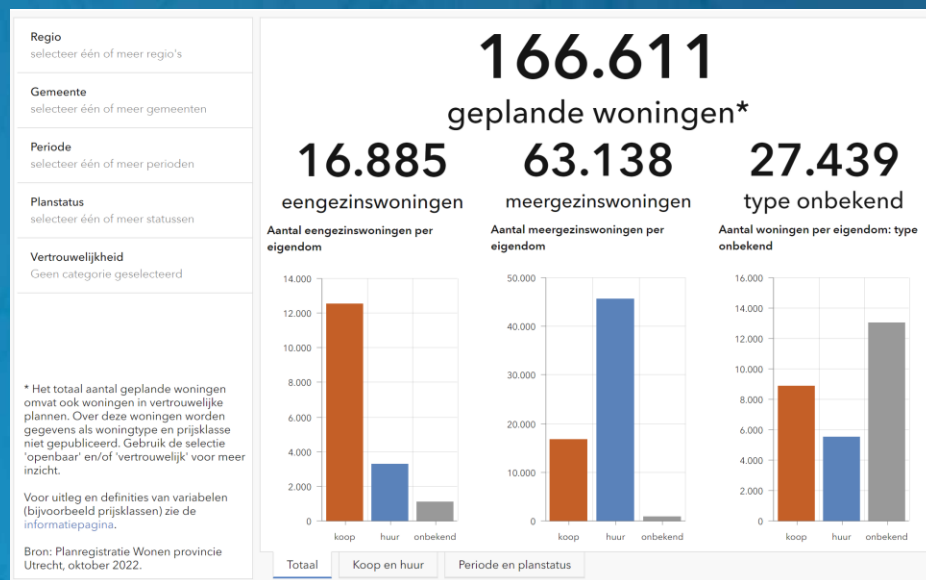 Regio
selecteer één of meer regio's
Gemeente
selecteer één of meer gemeenten
Periode
selecteer één of meer perioden
Planstatus
selecteer één of meer statussen
Vertrouwelijkheid
Geen categorie geselecteerd
* Het totaal aantal geplande woningen
omvat ook woningen in vertrouwelijke
plannen. Over deze woningen worden
gegevens als woningtype en prijsklasse
niet gepubliceerd. Gebruik de selectie
'openbaar' en/of 'vertrouwelijk' voor meer
inzicht.
Voor uitleg en definities van variabelen
(bijvoorbeeld prijsklassen) zie de
informatiepagina.
Bron: Planregistratie Wonen provincie
Utrecht, oktober 2022.
166.611
geplande woningen*
16.885
eengezinswoningen
Aantal eengezinswoningen per
eigendom
14.000
12.000
10.000
8.000
6.000
4.000
2.000
0
koop huur onbekend
63.138
meergezinswoningen
Aantal meergezinswoningen per
eigendom
50.000
40.000
30.000
20.000
10.000
0
koop huur onbekend
27.439
type onbekend
Aantal woningen per eigendom: type
onbekend
16.000
14.000
12.000
10.000
8.000
6.000
4.000
2.000
0
koop huur onbekend
Totaal Koop en huur Periode en planstatus